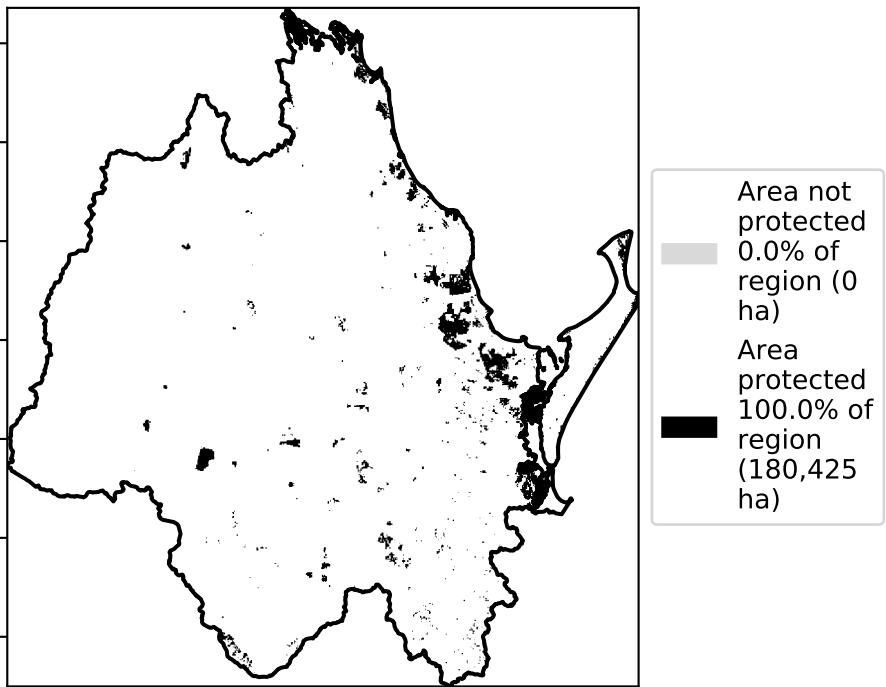 Area not
protected
0.0% of
region (0
ha)
Area
protected
100.0% of
region
(180,425
ha)